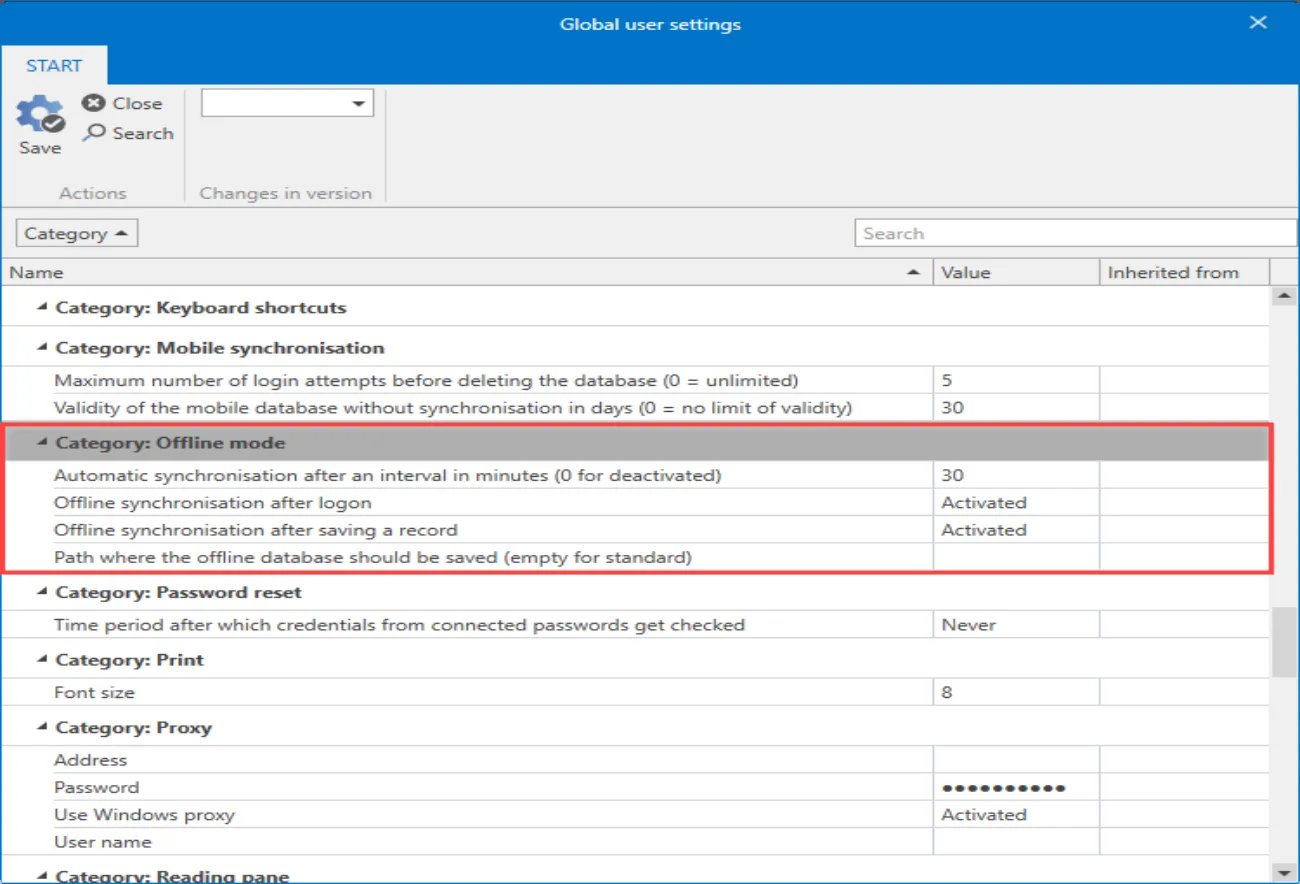 Global user settings
START
Save
Close
Search
Actions
Changes in version
Category
Search
Name Value Inherited from
Category: Keyboard shortcuts
Category: Mobile synchronisation
Maximum number of login attempts before deleting the database (0 = unlimited) 5
Validity of the mobile database without synchronisation in days (0 = no limit of validity) 30
Category: Offline mode
Automatic synchronisation after an interval in minutes (0 for deactivated) 30
Offline synchronisation after logon Activated
Offline synchronisation after saving a record Activated
Path where the offline database should be saved (empty for standard)
Category: Password reset
Time period after which credentials from connected passwords get checked Never
Category: Print
Font size 8
Category: Proxy
Address
Password ●●●●●●●●●●
Use Windows proxy Activated
User name
Category: Reading pane